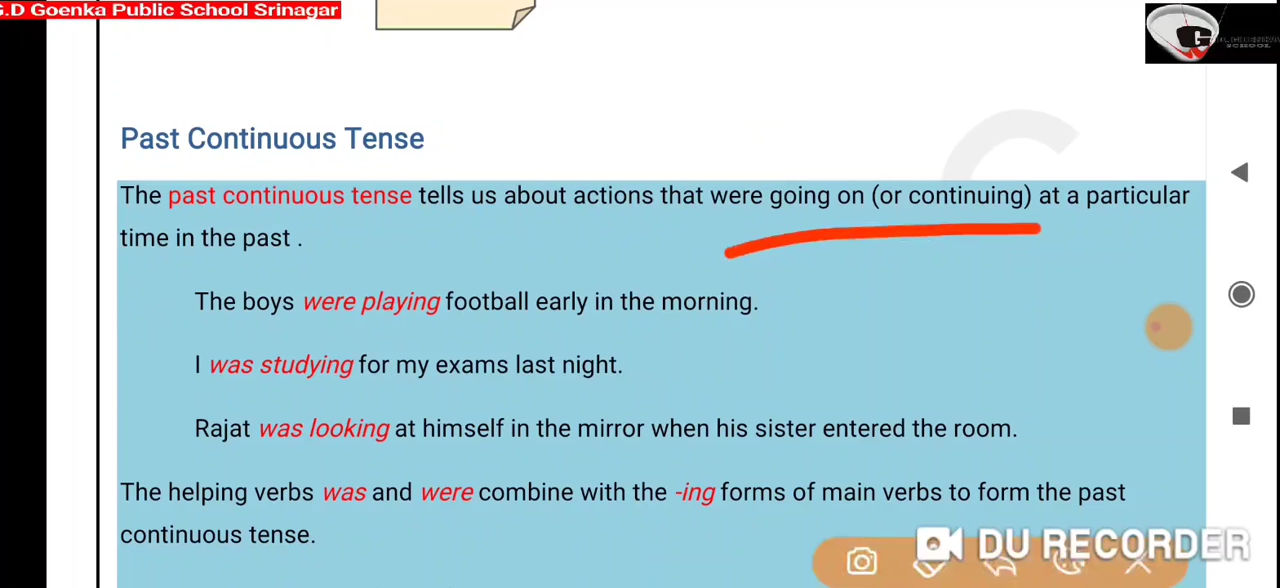 G.D Goenka Public School Srinagar
Past Continuous Tense
The past continuous tense tells us about actions that were going on (or continuing) at a particular
time in the past .
The boys were playing football early in the morning.
I was studying for my exams last night.
Rajat was looking at himself in the mirror when his sister entered the room.
The helping verbs was and were combine with the -ing forms of main verbs to form the past
continuous tense.
DU RECORDER